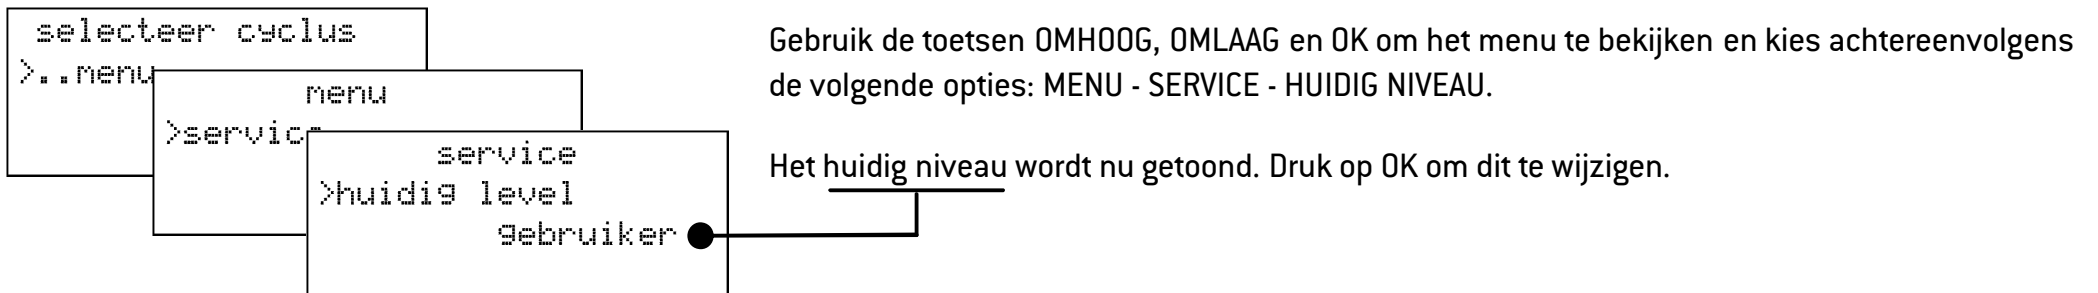 selecteer cyclus
>..menu
menu
>service
service
>huidig level
gebruiker
Gebruik de toetsen OMHOOG, OMLAAG en OK om het menu te bekijken en kies achtereenvolgens
de volgende opties: MENU - SERVICE - HUIDIG NIVEAU.
Het huidig niveau wordt nu getoond. Druk op OK om dit te wijzigen.